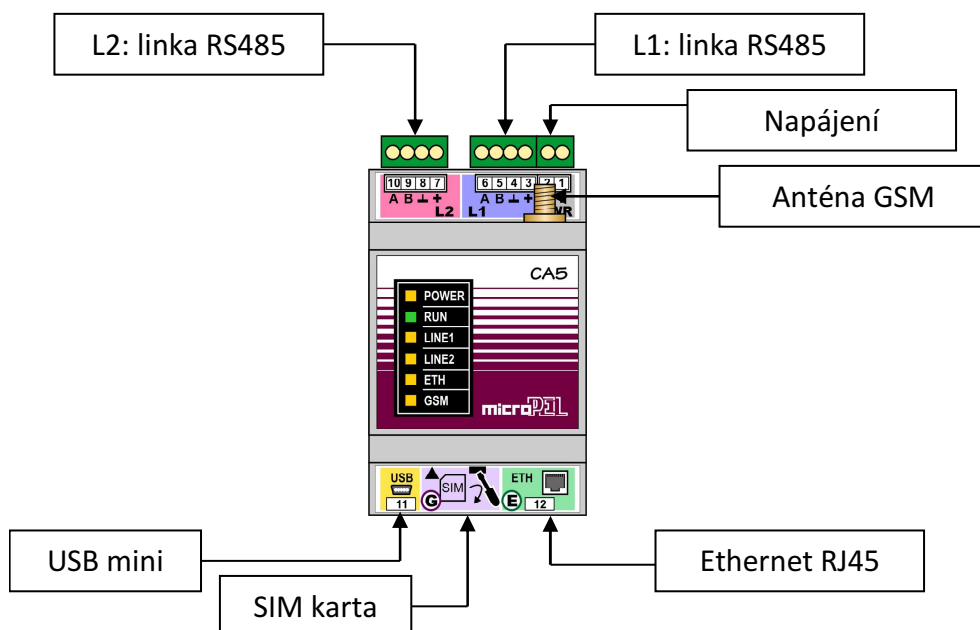 L2: linka RS485
L1: linka RS485
Napájení
Anténa GSM
10 9 8 7
6 5 4 3 2 1
A B ⊥ +
A B ⊥ +
L2
L1
WR
CA5
POWER
RUN
LINE1
LINE2
ETH
GSM
microPEL
USB
SIM
ETH
11
G
E
12
USB mini
Ethernet RJ45
SIM karta